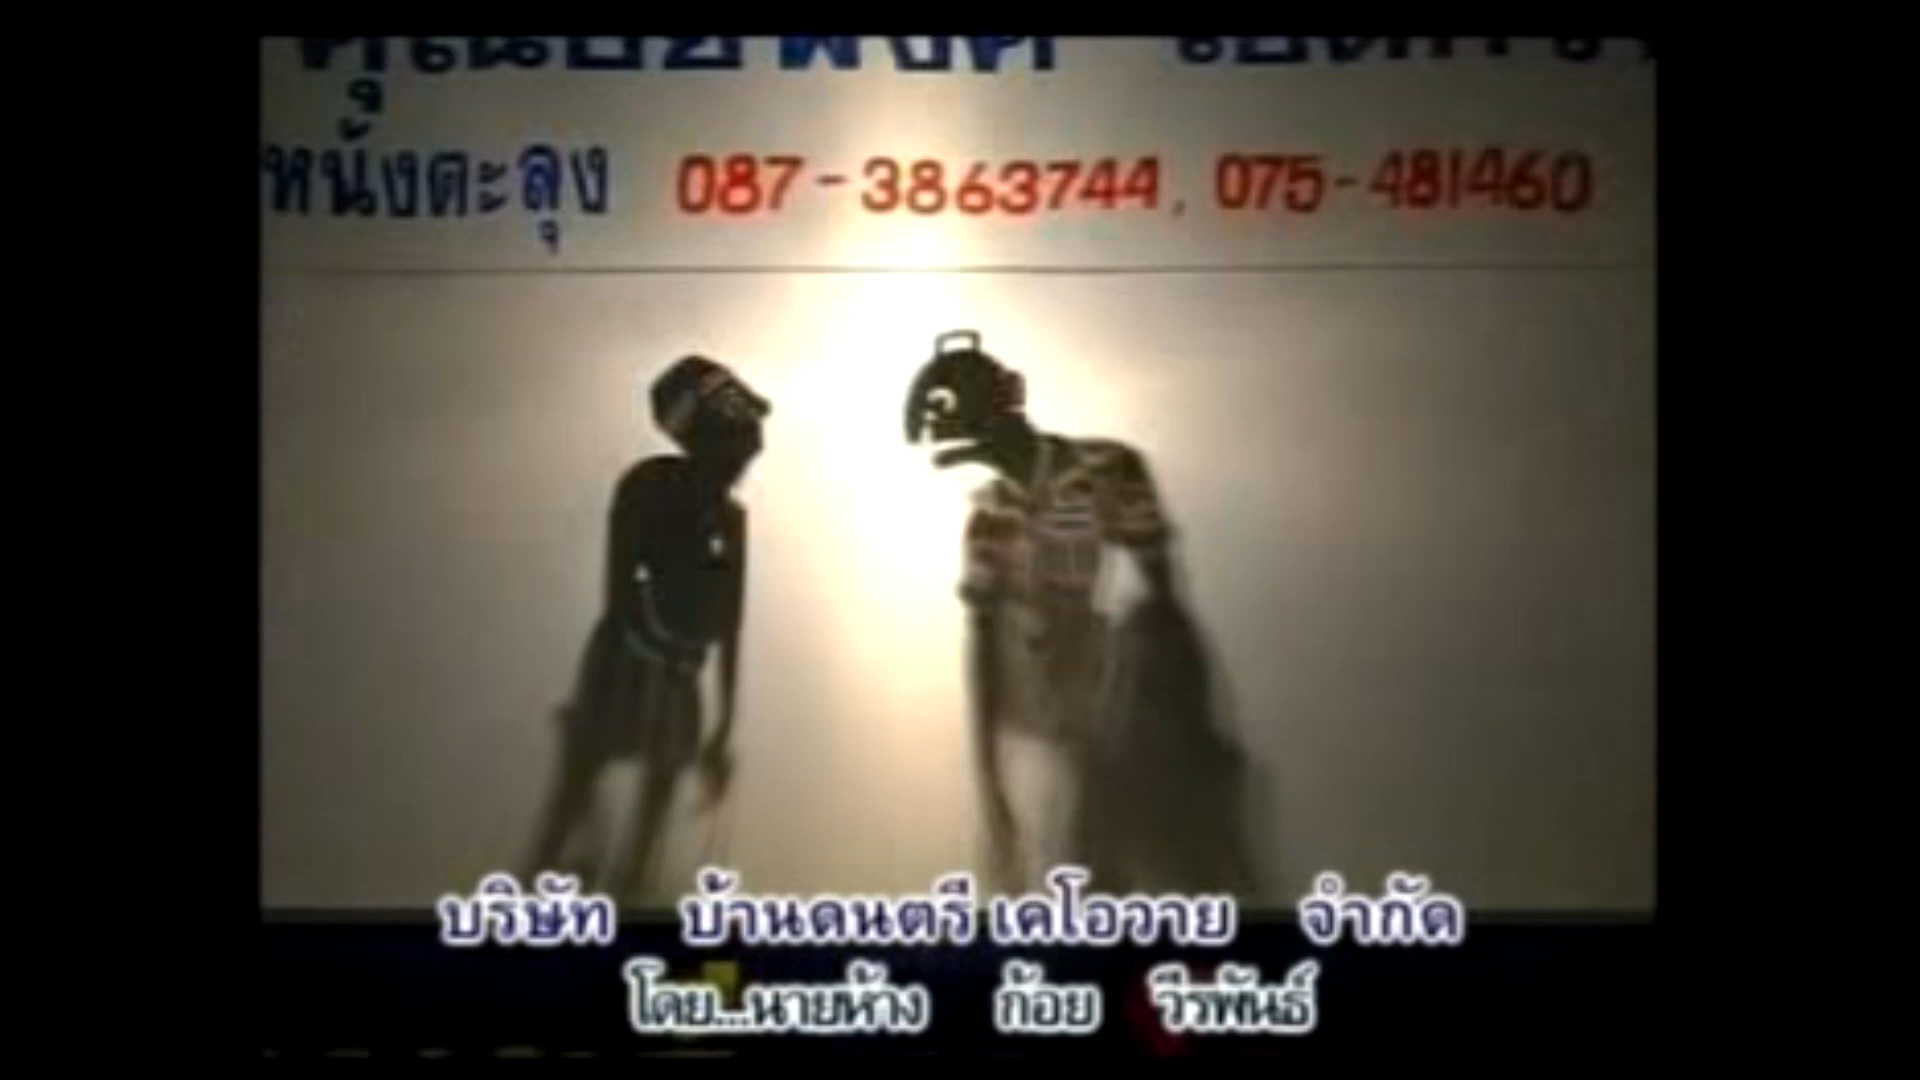 หนังตะลุง 087-3863744, 075-481460
บริษัท บ้านดนตรี เคโอวาย จำกัด
โดย...นายห้าง ก้อย วีรพันธ์